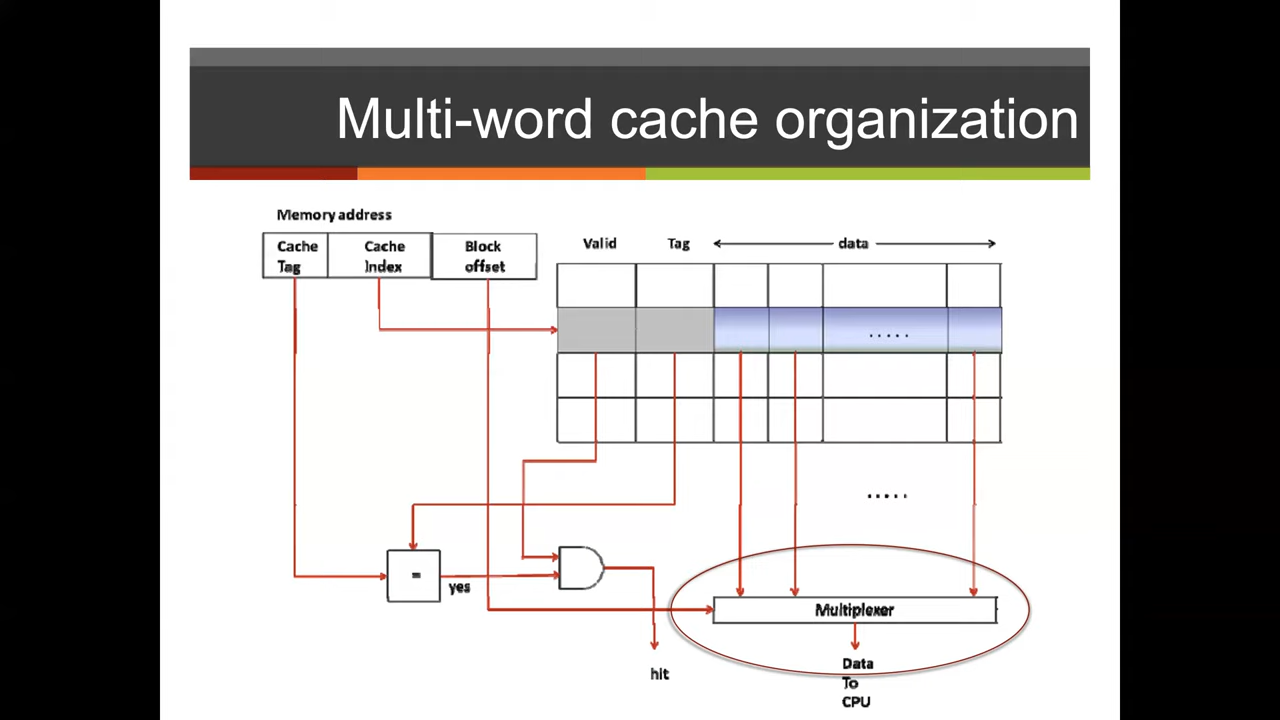 Multi-word cache organization
Memory address
Cache Tag
Cache Index
Block offset
Valid
Tag
data
.....
.....
=
yes
hit
Multiplexer
Data
To
CPU